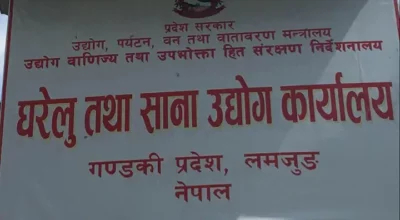 प्रदेश सरकार
उद्योग, पर्यटन, वन तथा वातावरण मन्त्रालय
उद्योग वाणिज्य तथा उपभोक्ता हित संरक्षण निर्देशनालय
घरेलु तथा साना उद्योग कार्यालय
गण्डकी प्रदेश, लमजुङ
नेपाल